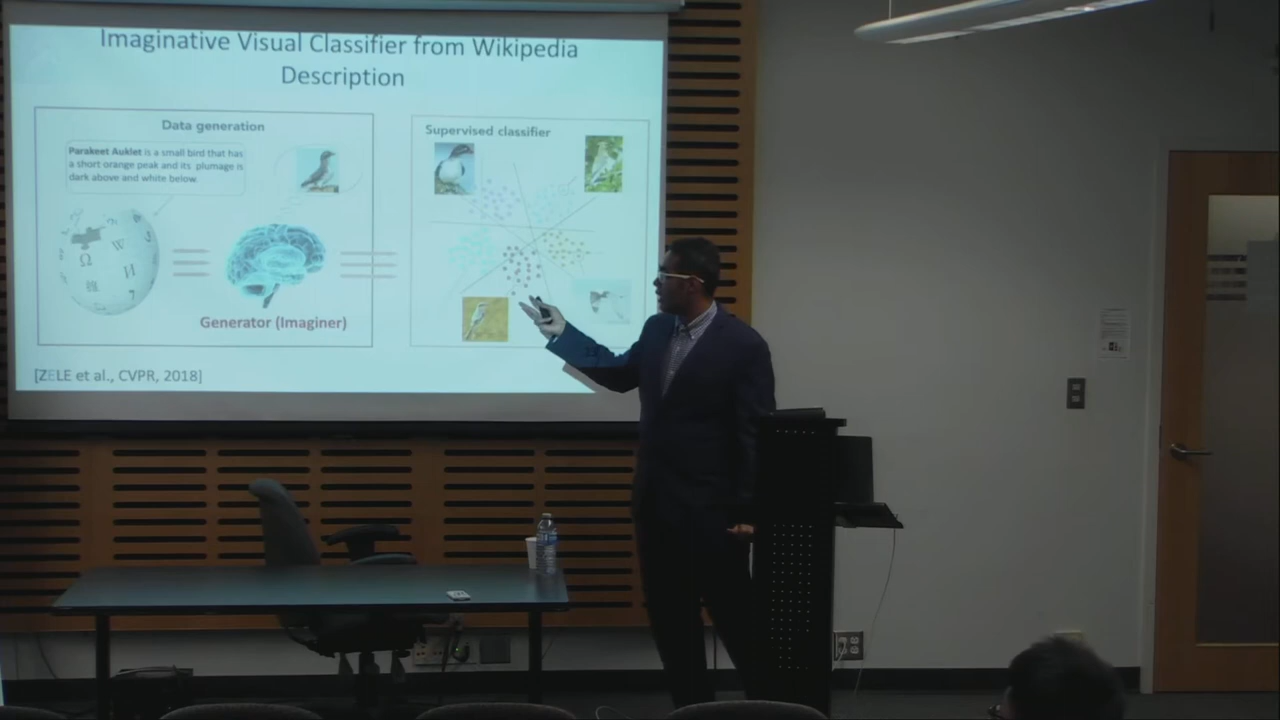 Imaginative Visual Classifier from Wikipedia
Description
Data generation
Parakeet Auklet is a small bird that has
a short orange peak and its plumage is
dark above and white below.
W
Ω
И
7
Generator (Imaginer)
Supervised classifier
[ZELE et al., CVPR, 2018]